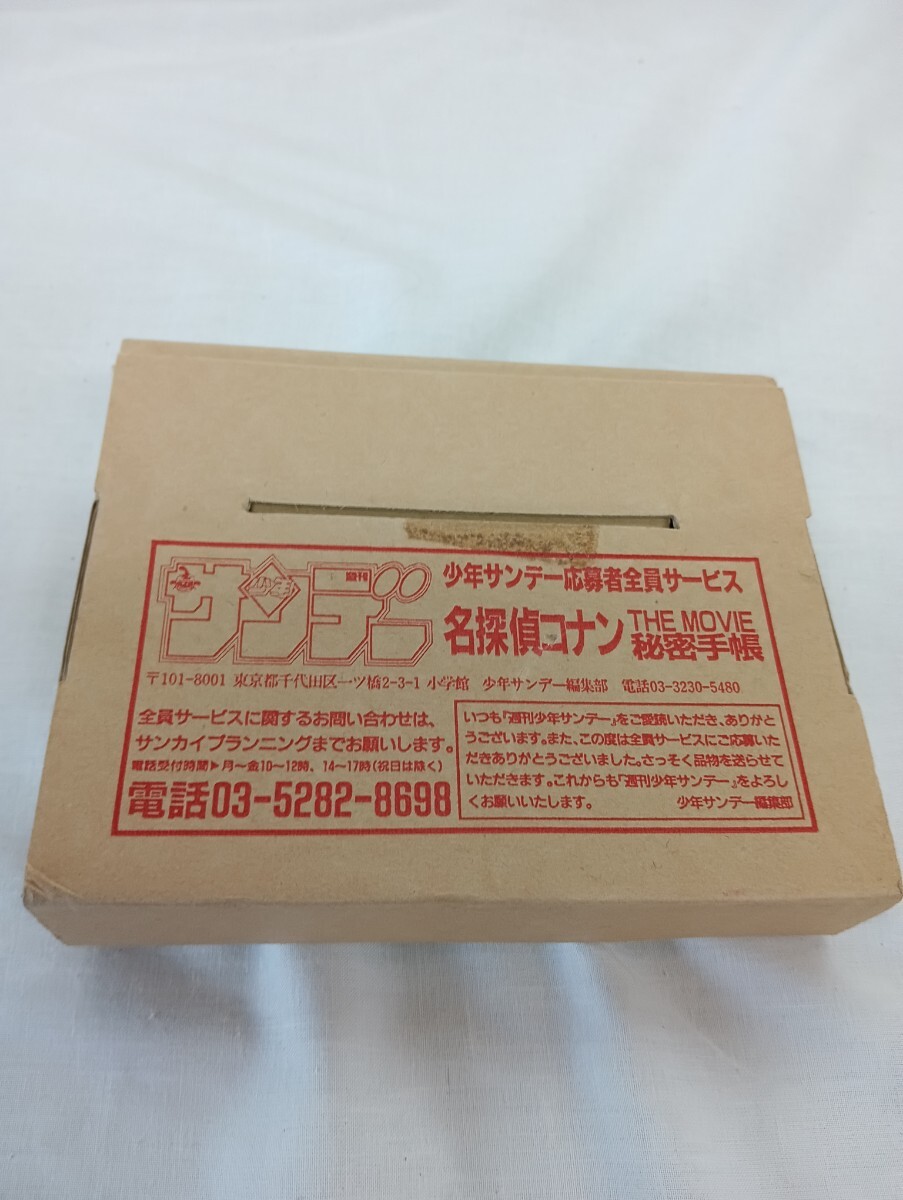 週刊
少年
サンデー
少年サンデー応募者全員サービス
名探偵コナン THE MOVIE 秘密手帳
〒101-8001 東京都千代田区一ツ橋2-3-1 小学館 少年サンデー編集部 電話03-3230-5480
全員サービスに関するお問い合わせは、
サンカイプランニングまでお願いします。
電話受付時間▶月〜金10〜12時、14〜17時(祝日は除く)
電話03-5282-8698
いつも『週刊少年サンデー』をご愛読いただき、ありがと
うございます。また、この度は全員サービスにご応募いた
だきありがとうございました。さっそく品物を送らせて
いただきます。これからも『週刊少年サンデー』をよろし
くお願いいたします。 少年サンデー編集部